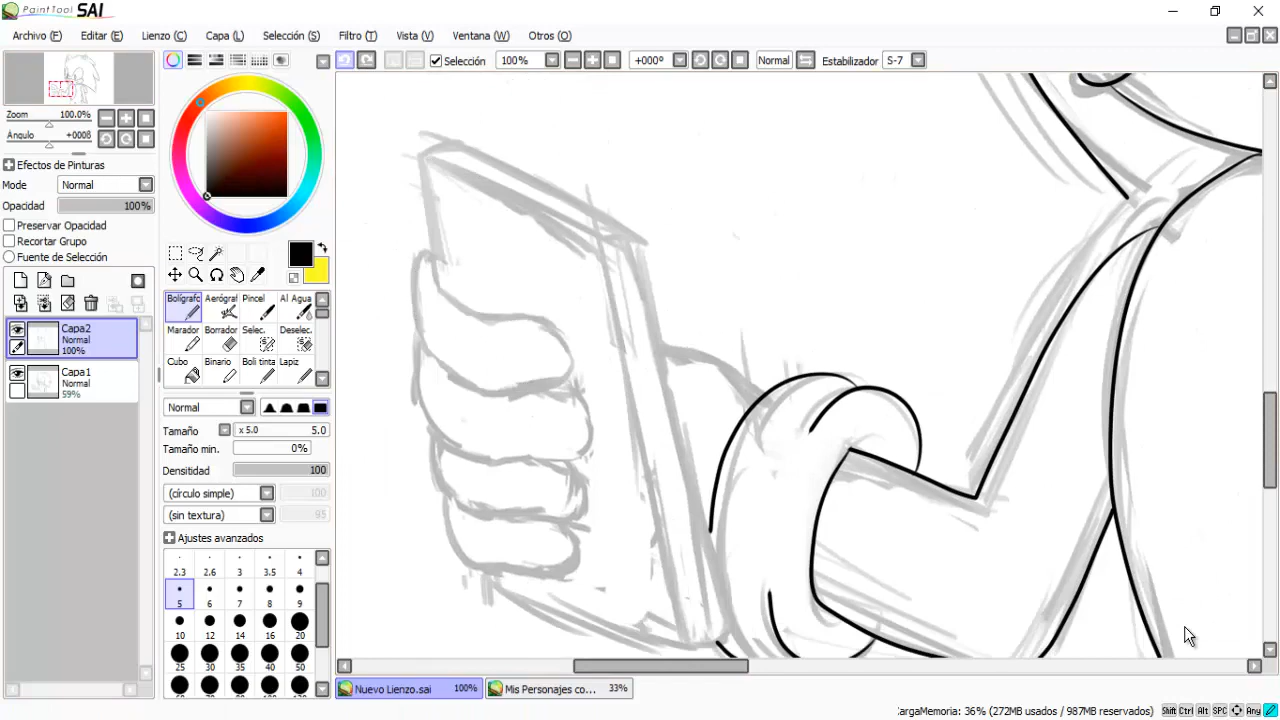 PaintTool SAI
Archivo (F) Editar (E) Lienzo (C) Capa (L) Selección (S) Filtro (T) Vista (V) Ventana (W) Otros (O)
Selección 100% +000º Normal Estabilizador S-7
Zoom 100.0%
Ángulo +000º
Efectos de Pinturas
Mode Normal
Opacidad 100%
Preservar Opacidad
Recortar Grupo
Fuente de Selección
Capa2
Normal
100%
Capa1
Normal
59%
Bolígrafo Aerógraf Pincel Al Agua
Marador Borrador Selec. Deselec.
Cubo Binario Boli tinta Lapiz
Normal
Tamaño x 5.0 5.0
Tamaño min. 0%
Densitidad 100
(círculo simple) 100
(sin textura) 95
Ajustes avanzados
2.3 2.6 3 3.5 4
5 6 7 8 9
10 12 14 16 20
25 30 35 40 50
Nuevo Lienzo.sai 100% Mis Personajes co... 33%
CargaMemoria: 36% (272MB usados / 987MB reservados) Shift Ctrl Alt SPC Any